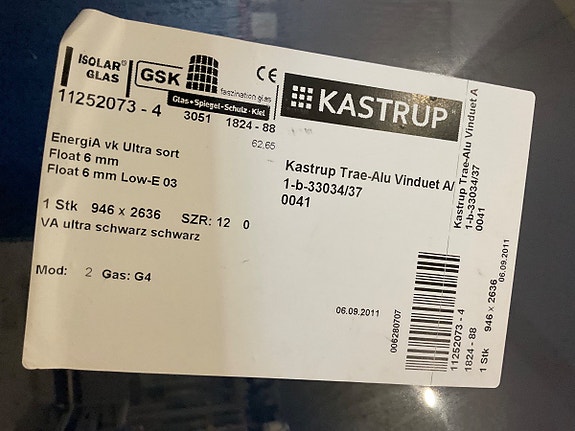 ISOLAR®
GLAS
GSK
faszination glas
Glas • Spiegel • Schulz • Kiel
CE
KASTRUP
11252073 - 4
3051
1824 - 88
62,65
EnergiA vk Ultra sort
Float 6 mm
Float 6 mm Low-E 03
1 Stk 946 x 2636 SZR: 12 0
VA ultra schwarz schwarz
Mod: 2 Gas: G4
Kastrup Trae-Alu Vinduet A/
1-b-33034/37
0041
06.09.2011
006280707
11252073 - 4
1824 - 88
1 Stk 946 x 2636
Kastrup Trae-Alu Vinduet A
1-b-33034/37
0041
06.09.2011